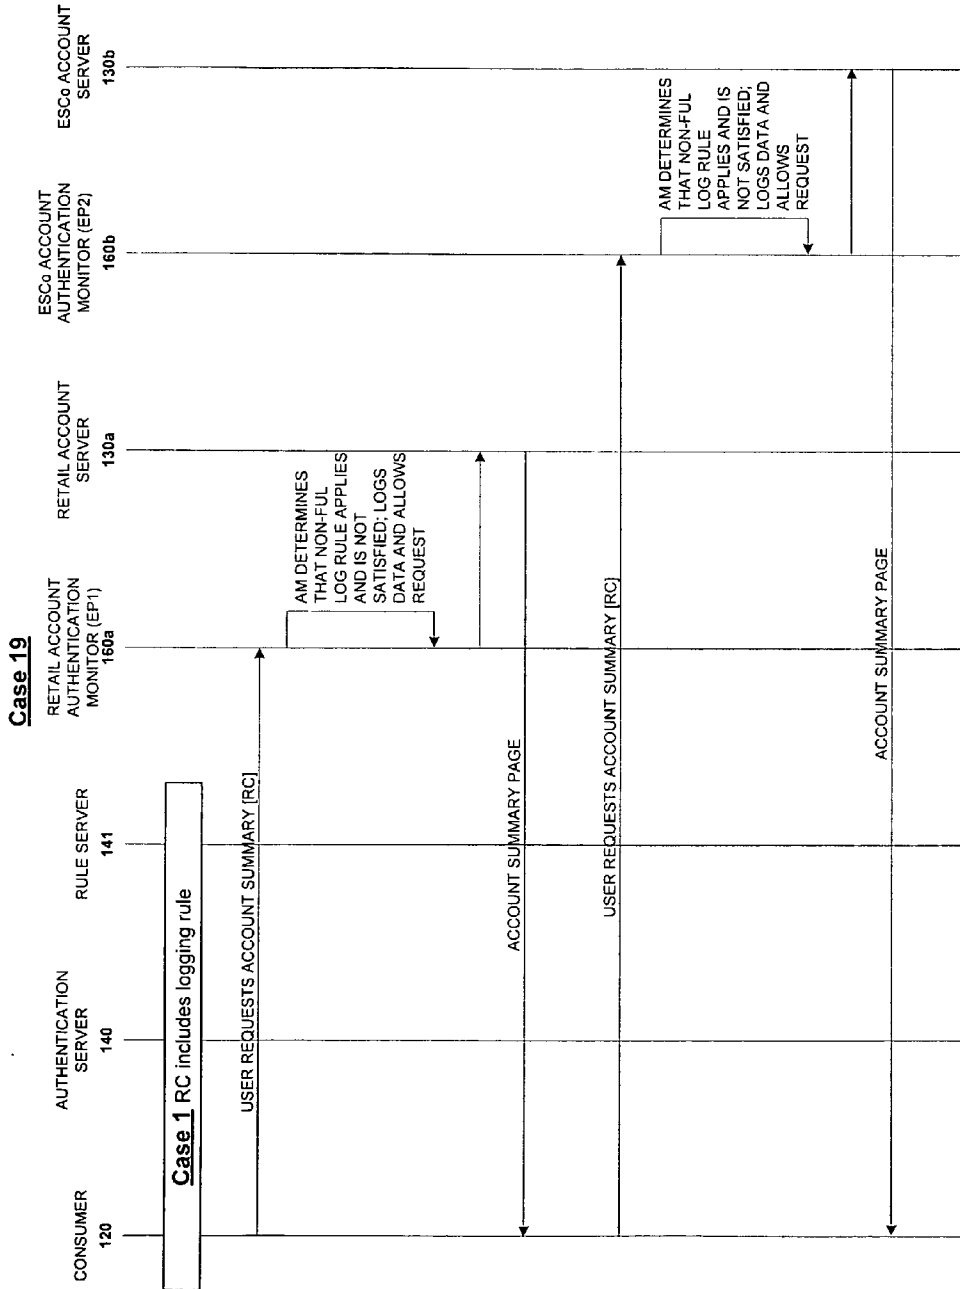 Case 19
CONSUMER
120
AUTHENTICATION
SERVER
140
RULE SERVER
141
RETAIL ACCOUNT
AUTHENTICATION
MONITOR (EP1)
160a
RETAIL ACCOUNT
SERVER
130a
ESCo ACCOUNT
AUTHENTICATION
MONITOR (EP2)
160b
ESCo ACCOUNT
SERVER
130b
Case 1 RC includes logging rule
USER REQUESTS ACCOUNT SUMMARY [RC]
AM DETERMINES
THAT NON-FUL
LOG RULE APPLIES
AND IS NOT
SATISFIED; LOGS
DATA AND ALLOWS
REQUEST
ACCOUNT SUMMARY PAGE
USER REQUESTS ACCOUNT SUMMARY [RC]
AM DETERMINES
THAT NON-FUL
LOG RULE
APPLIES AND IS
NOT SATISFIED;
LOGS DATA AND
ALLOWS
REQUEST
ACCOUNT SUMMARY PAGE